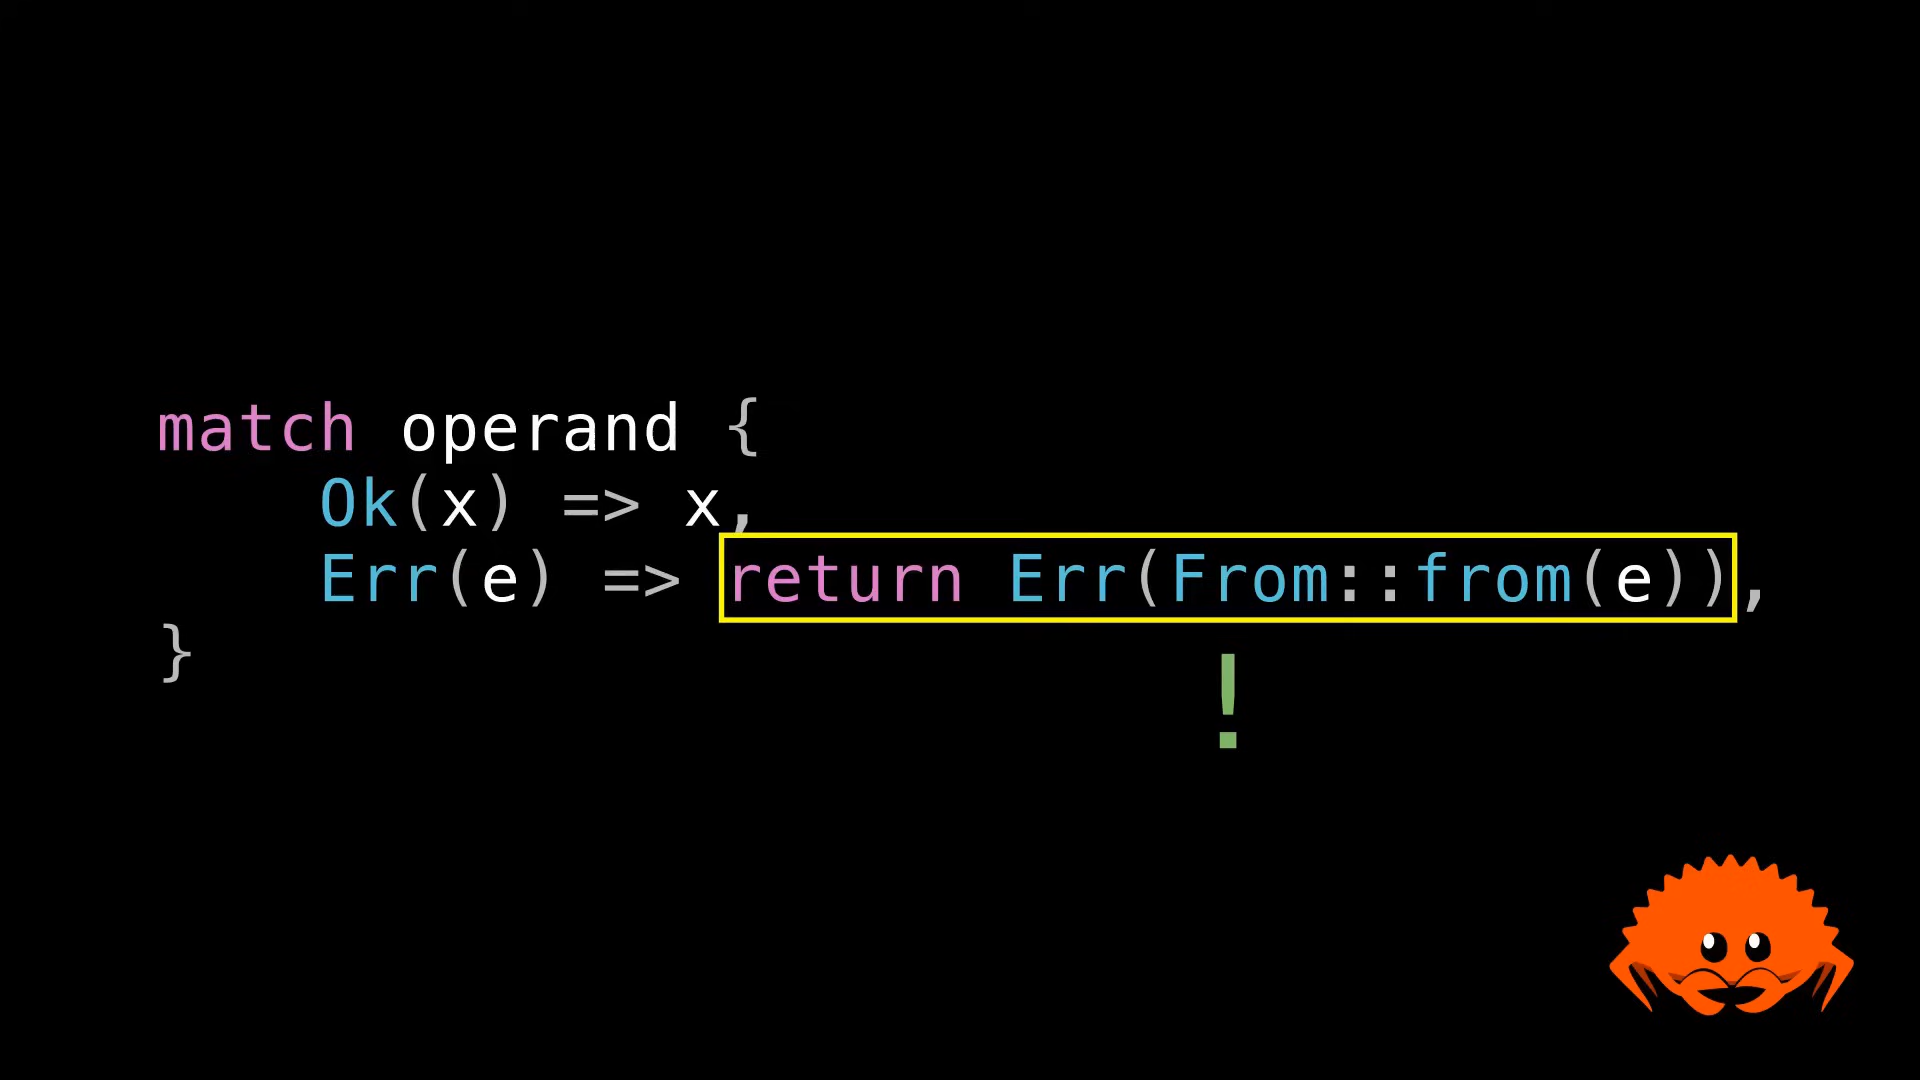 match operand {
    Ok(x) => x,
    Err(e) => return Err(From::from(e)),
}
!